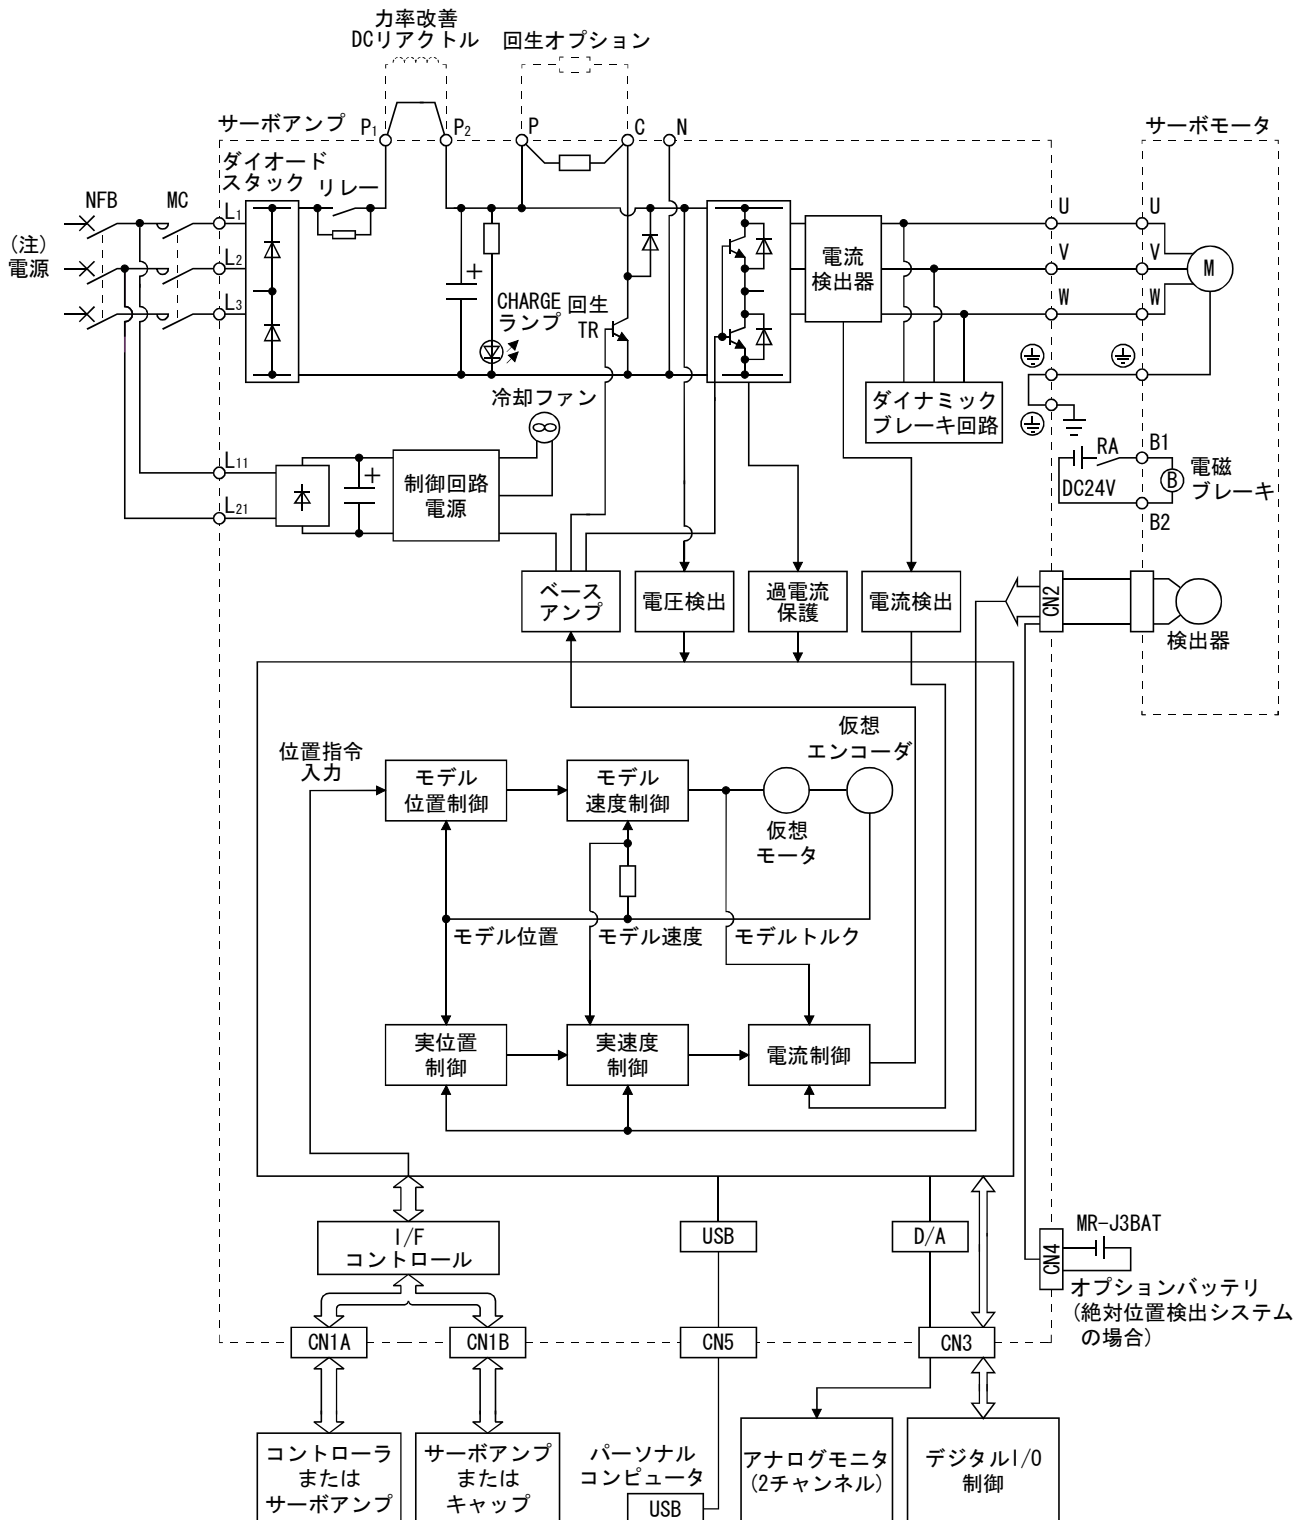 力率改善
DCリアクトル
回生オプション
サーボアンプ
P₁
P₂
P
C
N
サーボモータ
ダイオード
スタック
リレー
NFB
MC
L₁
U
U
(注)
電源
L₂
電流
検出器
V
V
M
L₃
CHARGE
ランプ
回生
TR
W
W
冷却ファン
ダイナミック
ブレーキ回路
L₁₁
制御回路
電源
RA
B1
DC24V
B
電磁
ブレーキ
L₂₁
B2
ベース
アンプ
電圧検出
過電流
保護
電流検出
CN2
検出器
位置指令
入力
モデル
位置制御
モデル
速度制御
仮想
エンコーダ
仮想
モータ
モデル位置
モデル速度
モデルトルク
実位置
制御
実速度
制御
電流制御
I/F
コントロール
USB
D/A
CN4
MR-J3BAT
オプションバッテリ
(絶対位置検出システム
の場合)
CN1A
CN1B
CN5
CN3
コントローラ
または
サーボアンプ
サーボアンプ
または
キャップ
パーソナル
コンピュータ
USB
アナログモニタ
(2チャンネル)
デジタルI/O
制御